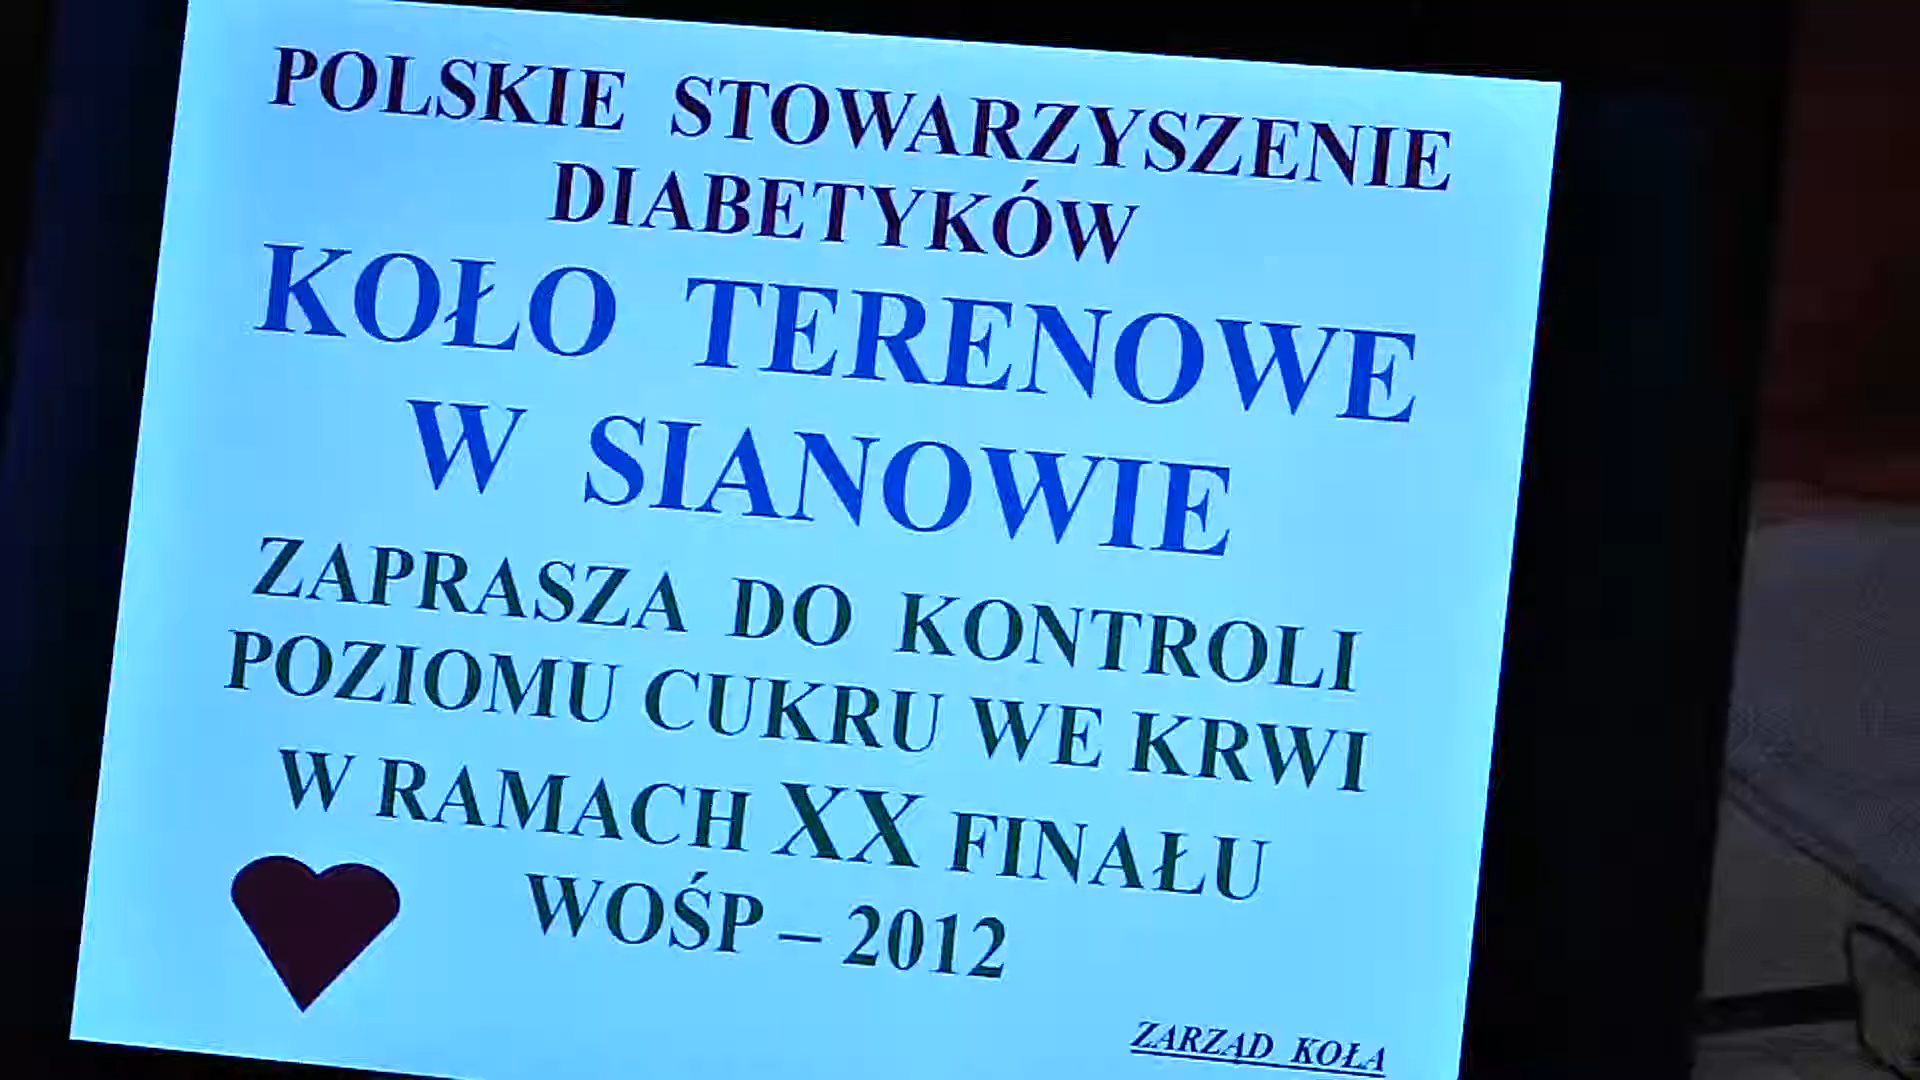 POLSKIE STOWARZYSZENIE
DIABETYKÓW
KOŁO TERENOWE
W SIANOWIE
ZAPRASZA DO KONTROLI
POZIOMU CUKRU WE KRWI
W RAMACH XX FINAŁU
WOŚP – 2012
ZARZĄD KOŁA